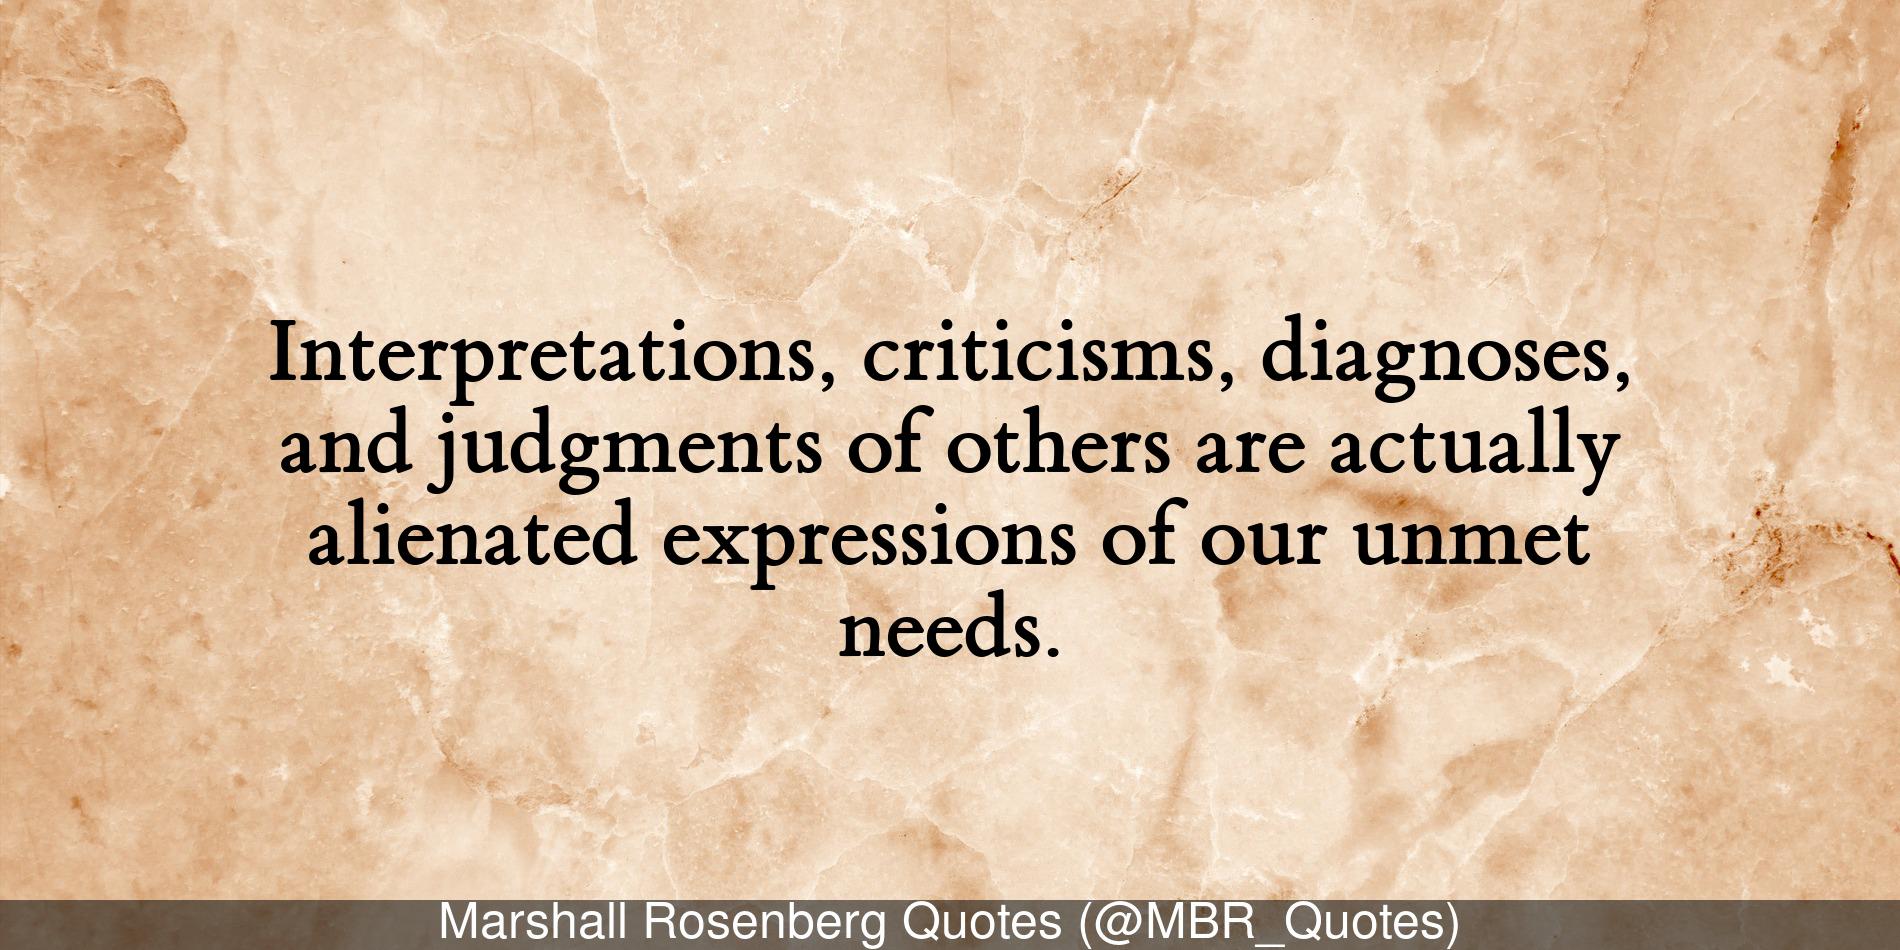 Interpretations, criticisms, diagnoses,
and judgments of others are actually
alienated expressions of our unmet
needs.
Marshall Rosenberg Quotes (@MBR_Quotes)